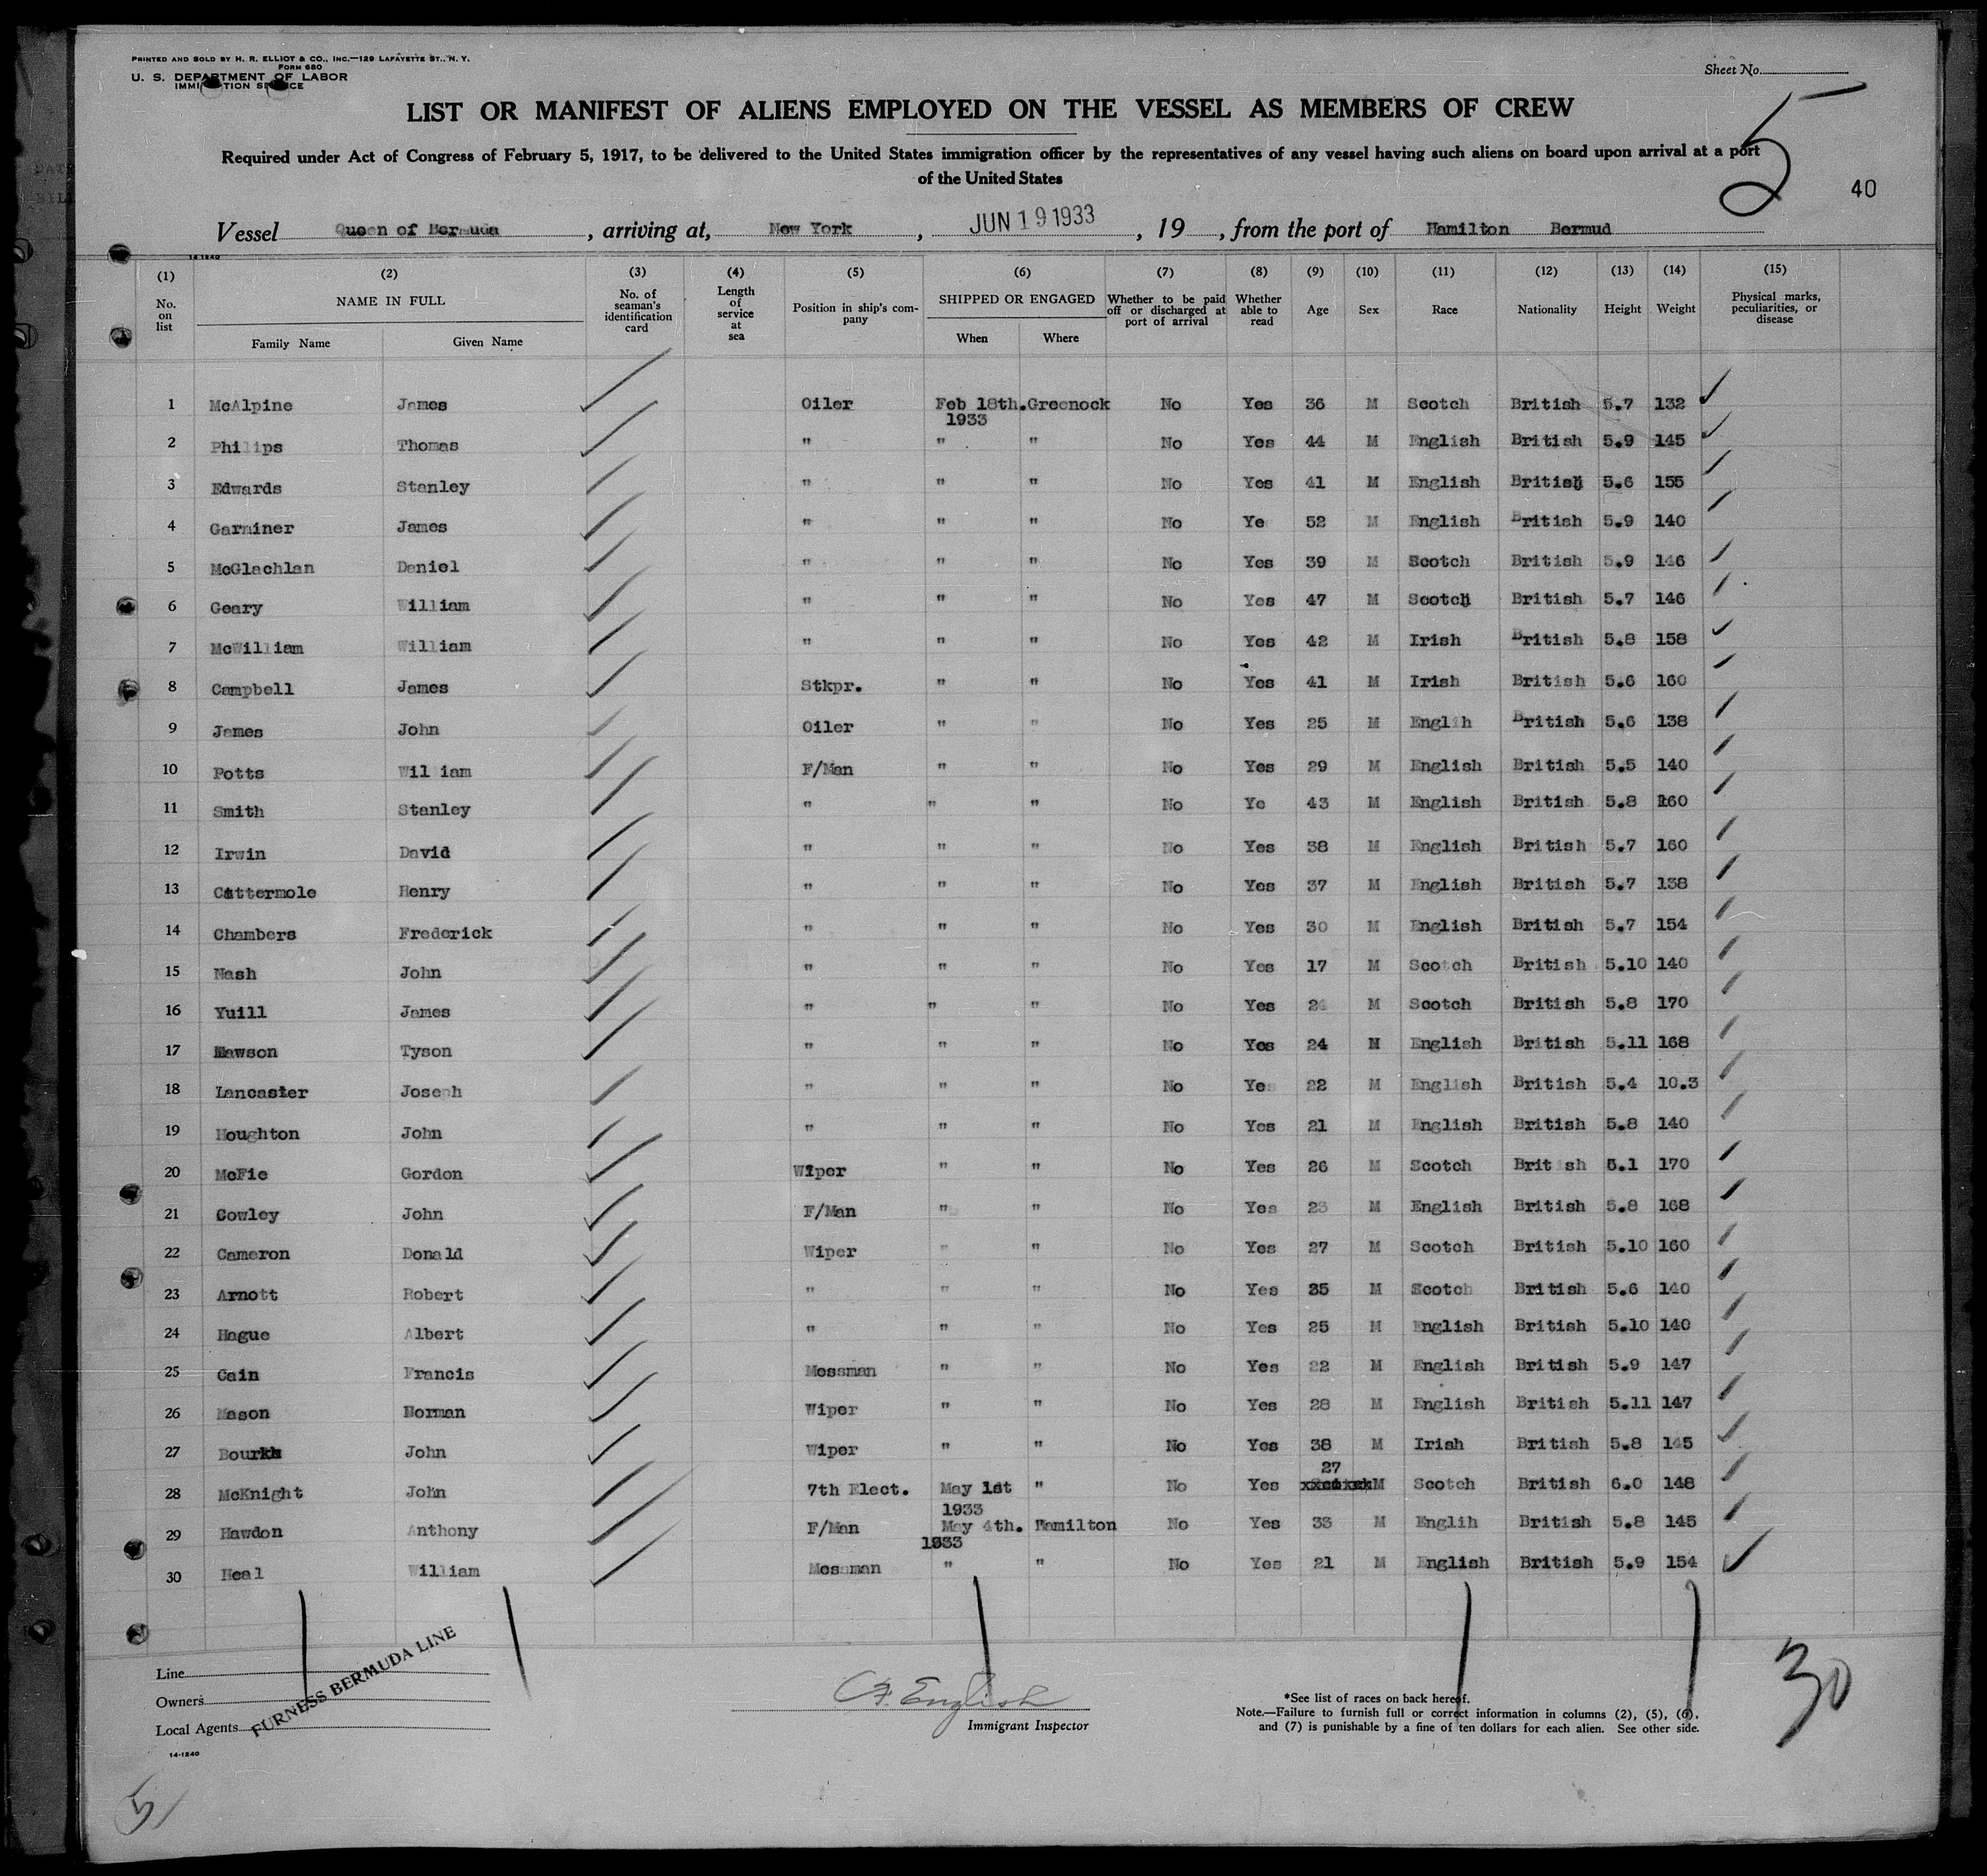 PRINTED AND SOLD BY H. R. ELLIOT & CO., INC.—129 LAFAYETTE ST., N. Y.
FORM 680
U. S. DEPARTMENT OF LABOR
IMMIGRATION SERVICE
Sheet No.
LIST OR MANIFEST OF ALIENS EMPLOYED ON THE VESSEL AS MEMBERS OF CREW
5
Required under Act of Congress of February 5, 1917, to be delivered to the United States immigration officer by the representatives of any vessel having such aliens on board upon arrival at a port
of the United States
40
Vessel Queen of Bermuda, arriving at, New York, JUN 19 1933, 19 , from the port of Hamilton Bermud
14-1240
(1) (2) (3) (4) (5) (6) (7) (8) (9) (10) (11) (12) (13) (14) (15)
No. on list NAME IN FULL Family Name Given Name No. of seaman's identification card Length of service at sea Position in ship's company SHIPPED OR ENGAGED When Where Whether to be paid off or discharged at port of arrival Whether able to read Age Sex Race Nationality Height Weight Physical marks, peculiarities, or disease
1 McAlpine James Oiler Feb 18th. Greenock No Yes 36 M Scotch British 5.7 132
1933
2 Philips Thomas " " " No Yes 44 M English British 5.9 145
3 Edwards Stanley " " " No Yes 41 M English British 5.6 155
4 Garniner James " " " No Ye 52 M English British 5.9 140
5 McGlachlan Daniel " " " No Yes 39 M Scotch British 5.9 146
6 Geary William " " " No Yes 47 M Scotch British 5.7 146
7 McWilliam William " " " No Yes 42 M Irish British 5.8 158
8 Campbell James Stkpr. " " No Yes 41 M Irish British 5.6 160
9 James John Oiler " " No Yes 25 M Englih British 5.6 138
10 Potts Wil iam F/Man " " No Yes 29 M English British 5.5 140
11 Smith Stanley " " " No Ye 43 M English British 5.8 160
12 Irwin David " " " No Yes 38 M English British 5.7 160
13 Cattermole Henry " " " No Yes 37 M English British 5.7 138
14 Chambers Frederick " " " No Yes 30 M English British 5.7 154
15 Nash John " " " No Yes 17 M Scotch British 5.10 140
16 Yuill James " " " No Yes 24 M Scotch British 5.8 170
17 Hawson Tyson " " " No Yes 24 M English British 5.11 168
18 Lancaster Joseph " " " No Yes 22 M English British 5.4 10.3
19 Houghton John " " " No Yes 21 M English British 5.8 140
20 McFie Gordon Wiper " " No Yes 26 M Scotch Brit sh 5.1 170
21 Cowley John F/Man " " No Yes 23 M English British 5.8 168
22 Cameron Donald Wiper " " No Yes 27 M Scotch British 5.10 160
23 Arnott Robert " " " No Yes 35 M Scotch British 5.6 140
24 Hague Albert " " " No Yes 25 M English British 5.10 140
25 Cain Francis Messman " " No Yes 22 M English British 5.9 147
26 Mason Norman Wiper " " No Yes 28 M English British 5.11 147
27 Bourke John Wiper " " No Yes 38 M Irish British 5.8 145
28 McKnight John 7th Elect. May 1st " No Yes 27 M Scotch British 6.0 148
1933
29 Hawdon Anthony F/Man May 4th. Hamilton No Yes 33 M Englih British 5.8 145
1933
30 Heal William Messman " " No Yes 21 M English British 5.9 154
Line
Owners
Local Agents
FURNESS BERMUDA LINE
14-1240
English
Immigrant Inspector
*See list of races on back hereof.
Note.—Failure to furnish full or correct information in columns (2), (5), (6),
and (7) is punishable by a fine of ten dollars for each alien. See other side.
30
5